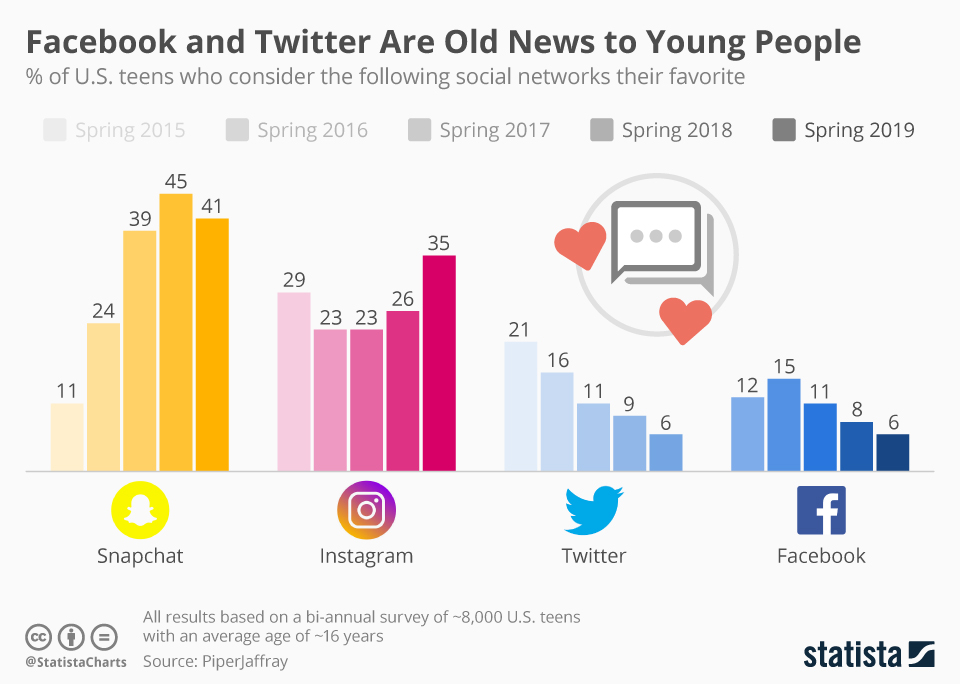 Facebook and Twitter Are Old News to Young People
% of U.S. teens who consider the following social networks their favorite
Spring 2015 Spring 2016 Spring 2017 Spring 2018 Spring 2019
11 24 39 45 41
29 23 23 26 35
21 16 11 9 6
12 15 11 8 6
Snapchat Instagram Twitter Facebook
All results based on a bi-annual survey of ~8,000 U.S. teens
with an average age of ~16 years
cc
@StatistaCharts Source: PiperJaffray
statista